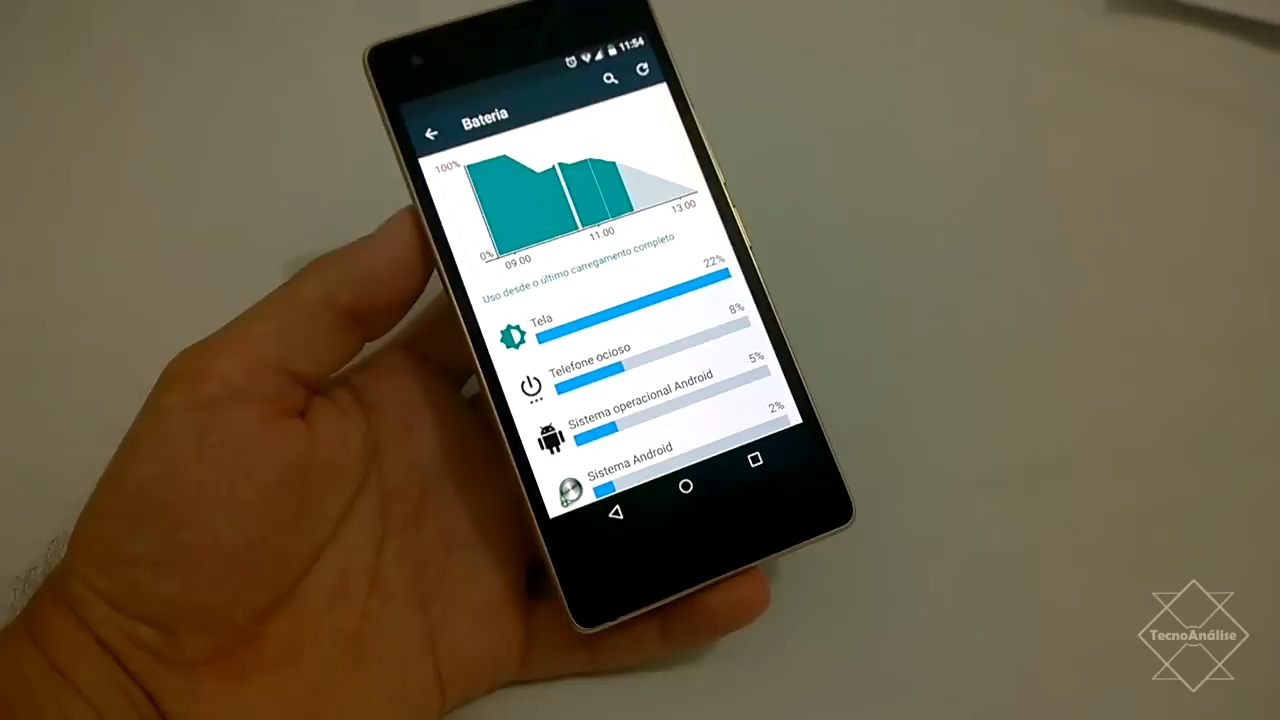 11:54
Bateria
100%
0%
09:00
11:00
13:00
Uso desde o último carregamento completo
Tela
22%
Telefone ocioso
8%
Sistema operacional Android
5%
Sistema Android
2%
TecnoAnálise